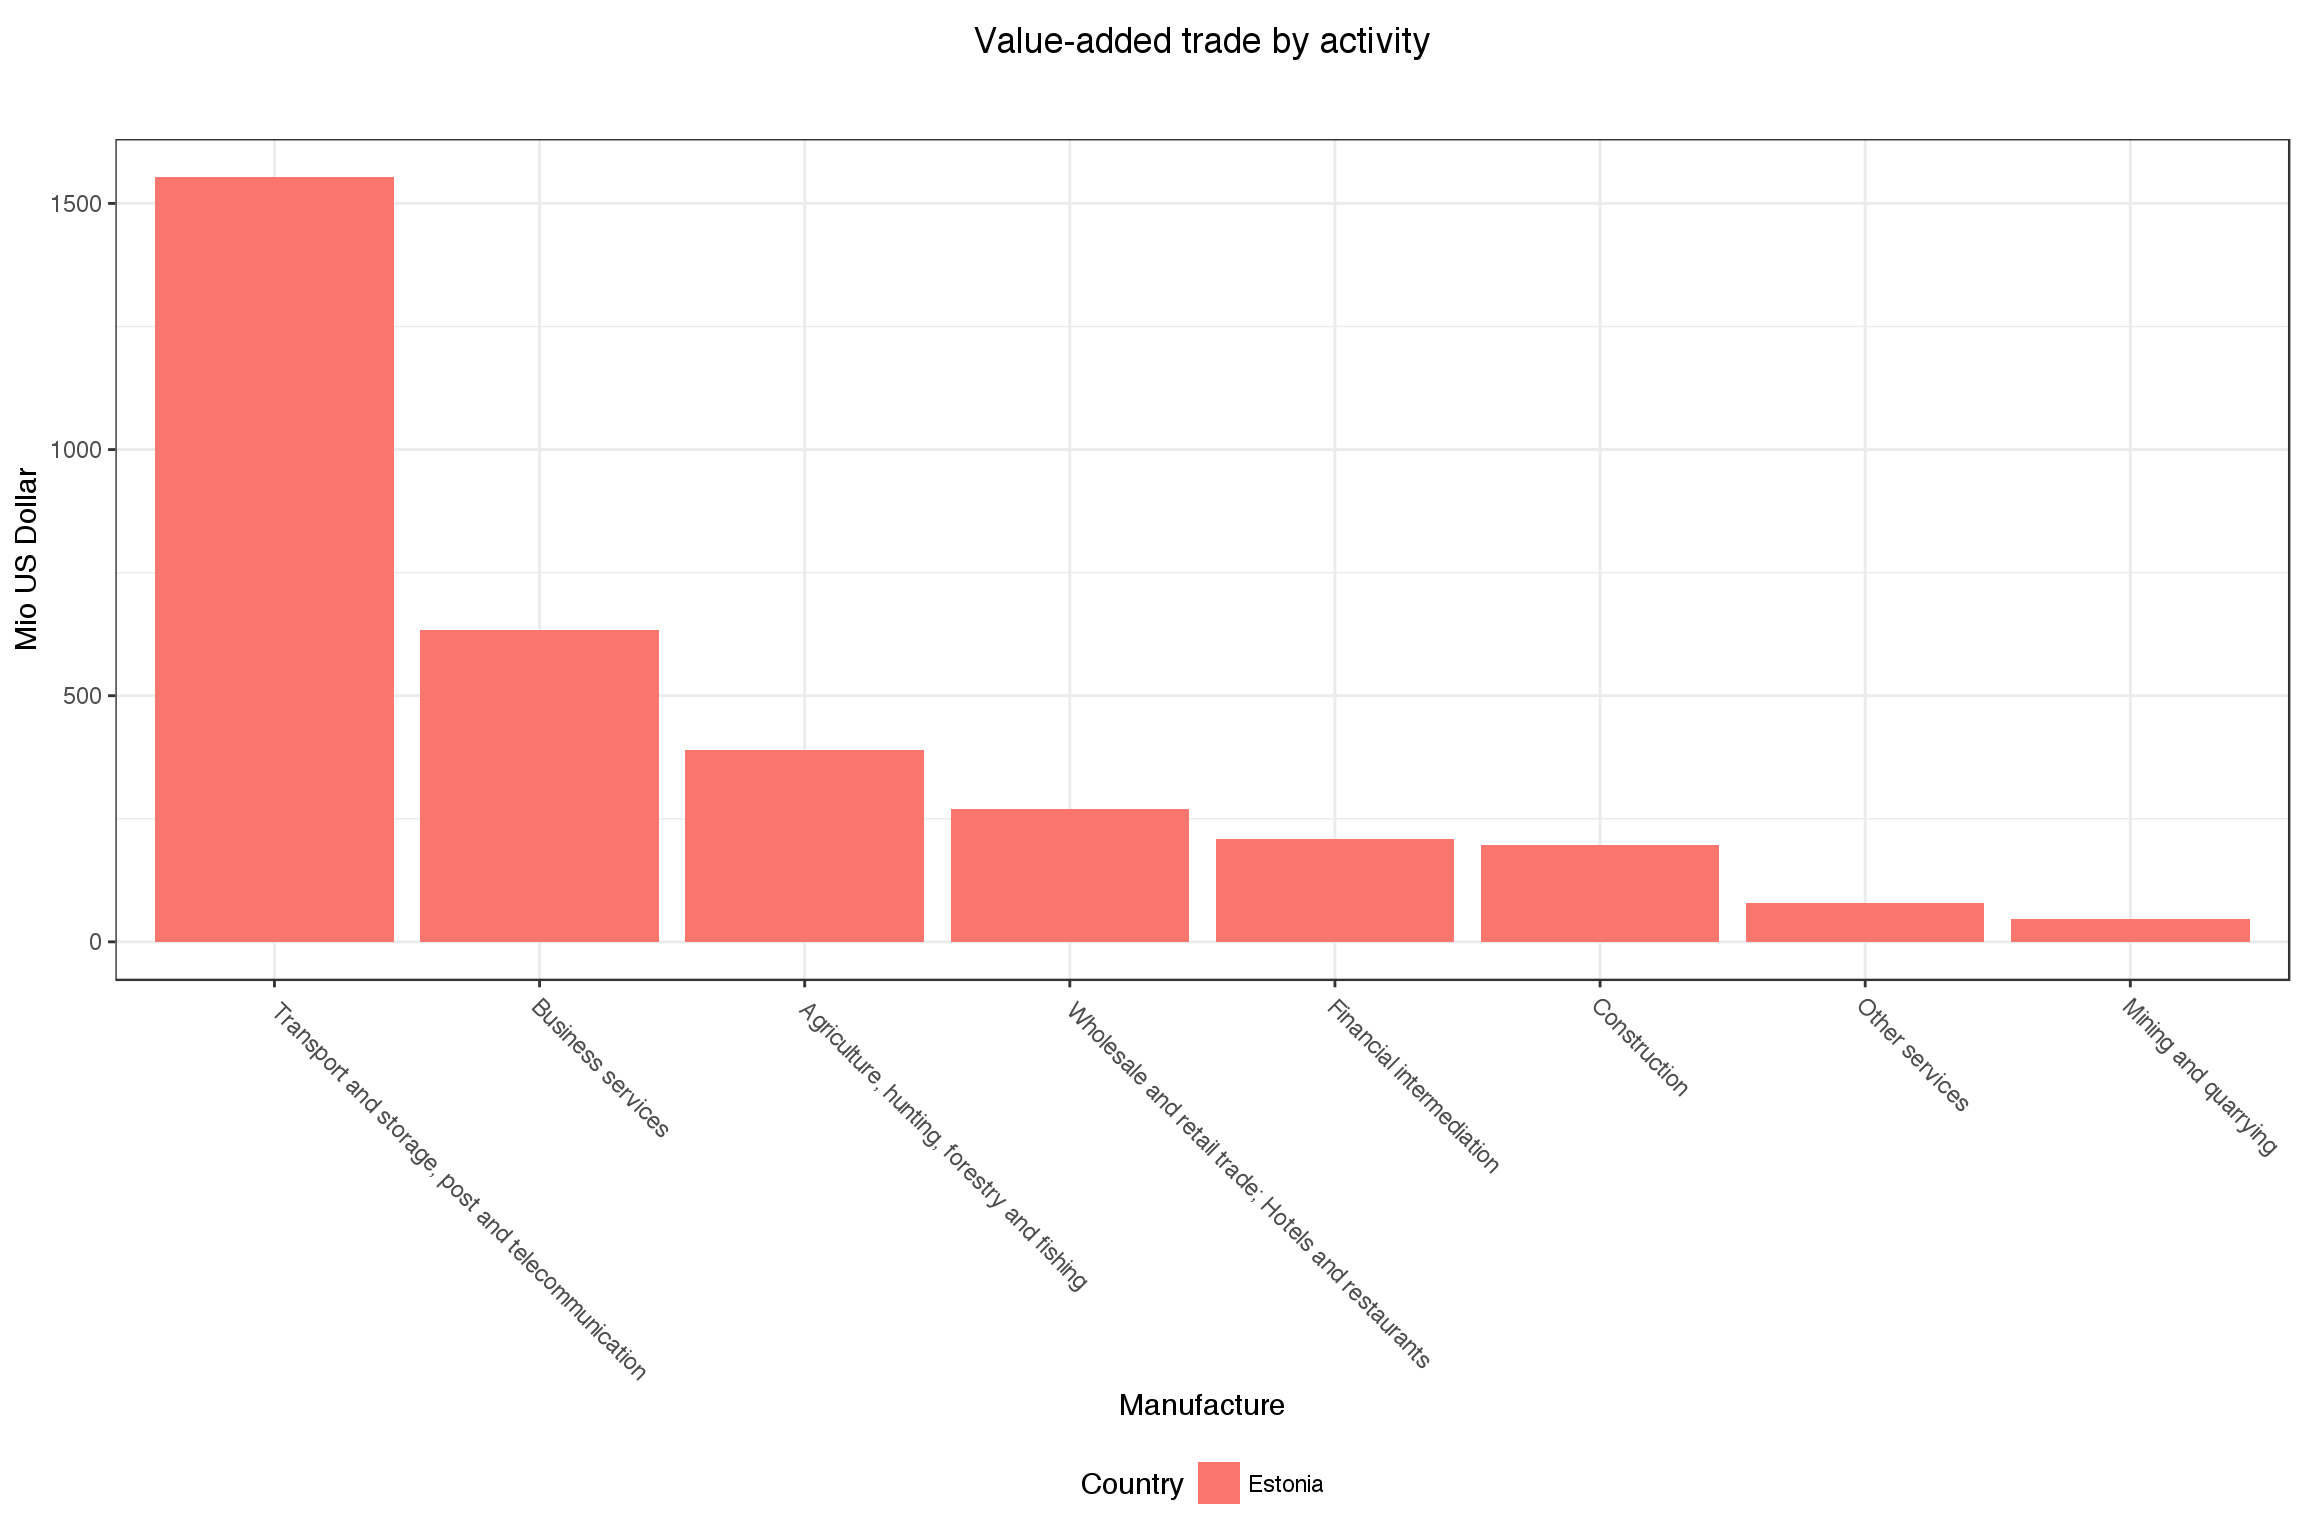 Value-added trade by activity
Mio US Dollar
1500
1000
500
0
Transport and storage, post and telecommunication
Business services
Agriculture, hunting, forestry and fishing
Wholesale and retail trade; Hotels and restaurants
Financial intermediation
Construction
Other services
Mining and quarrying
Manufacture
Country Estonia